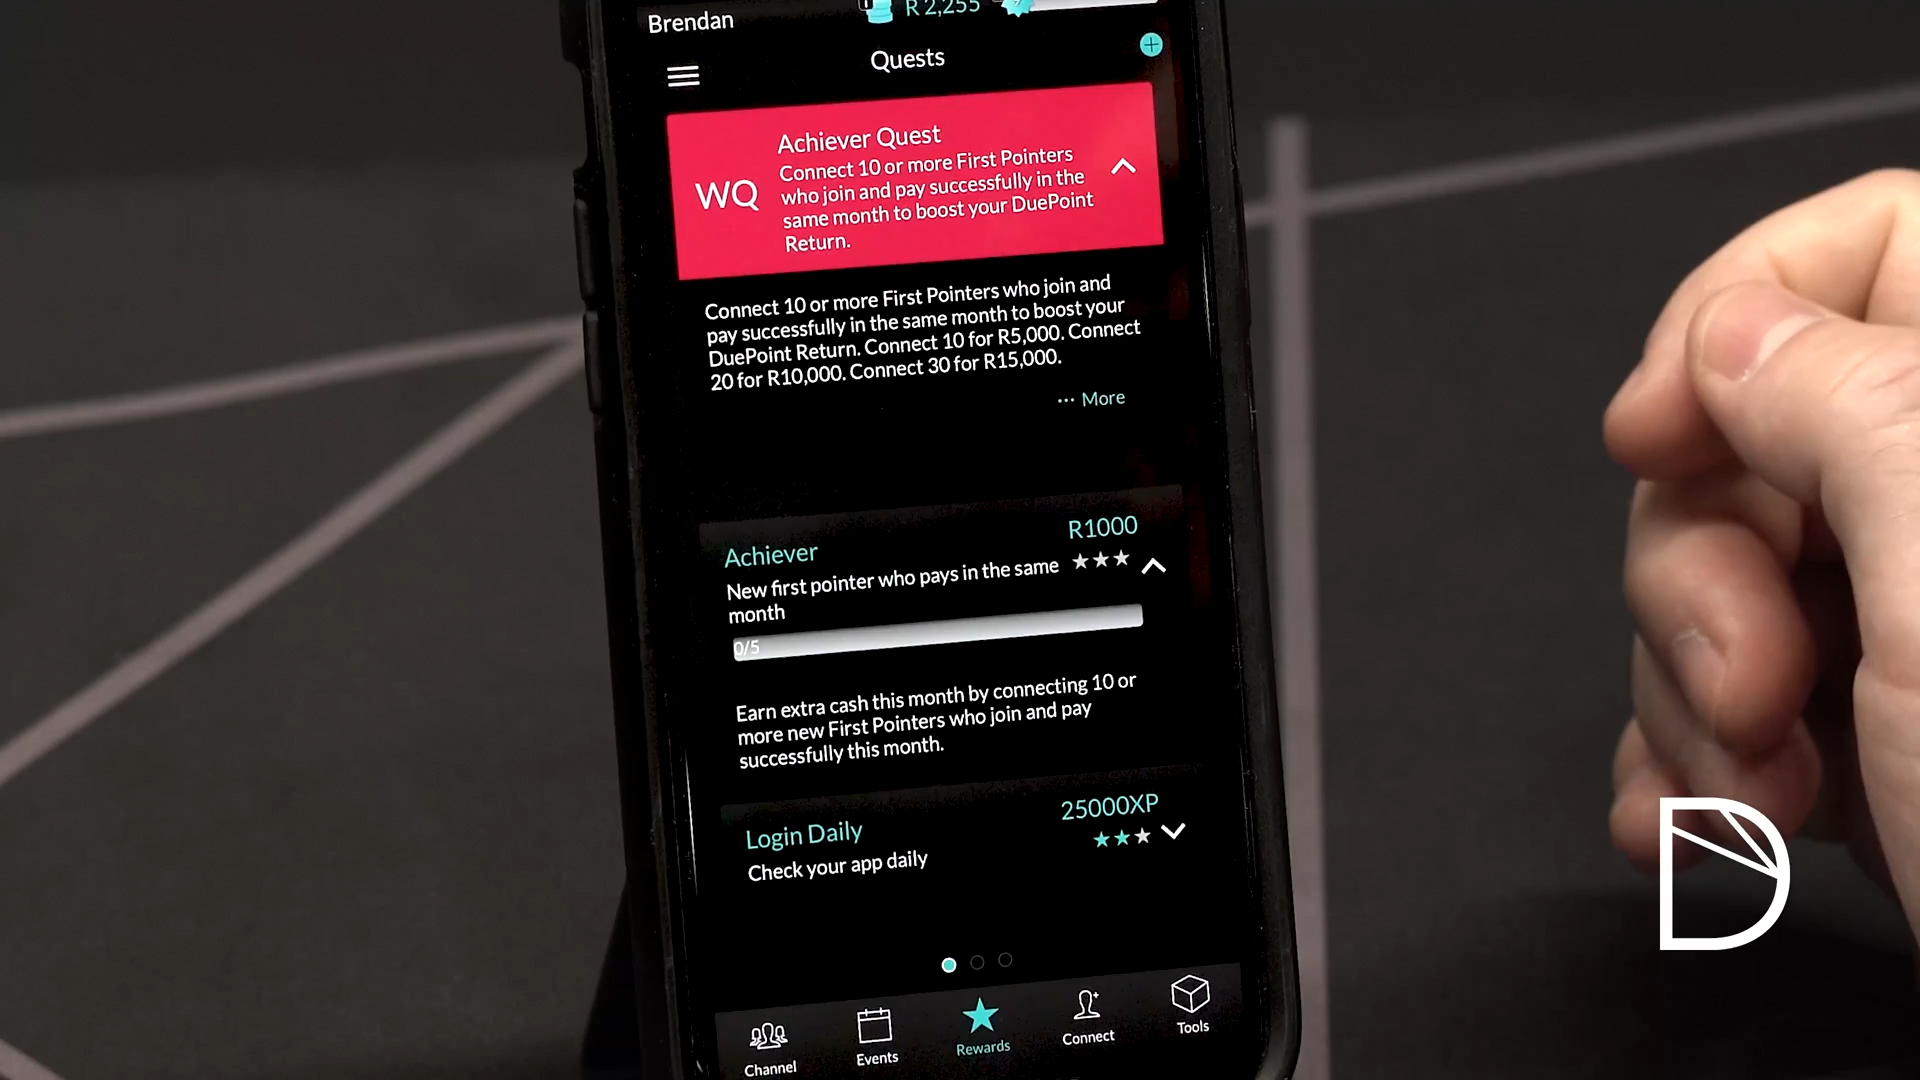 Brendan
R 2,255
Quests
Achiever Quest
WQ
Connect 10 or more First Pointers
who join and pay successfully in the
same month to boost your DuePoint
Return.
Connect 10 or more First Pointers who join and
pay successfully in the same month to boost your
DuePoint Return. Connect 10 for R5,000. Connect
20 for R10,000. Connect 30 for R15,000.
··· More
Achiever
R1000
New first pointer who pays in the same
month
0/5
Earn extra cash this month by connecting 10 or
more new First Pointers who join and pay
successfully this month.
Login Daily
25000XP
Check your app daily
Channel
Events
Rewards
Connect
Tools